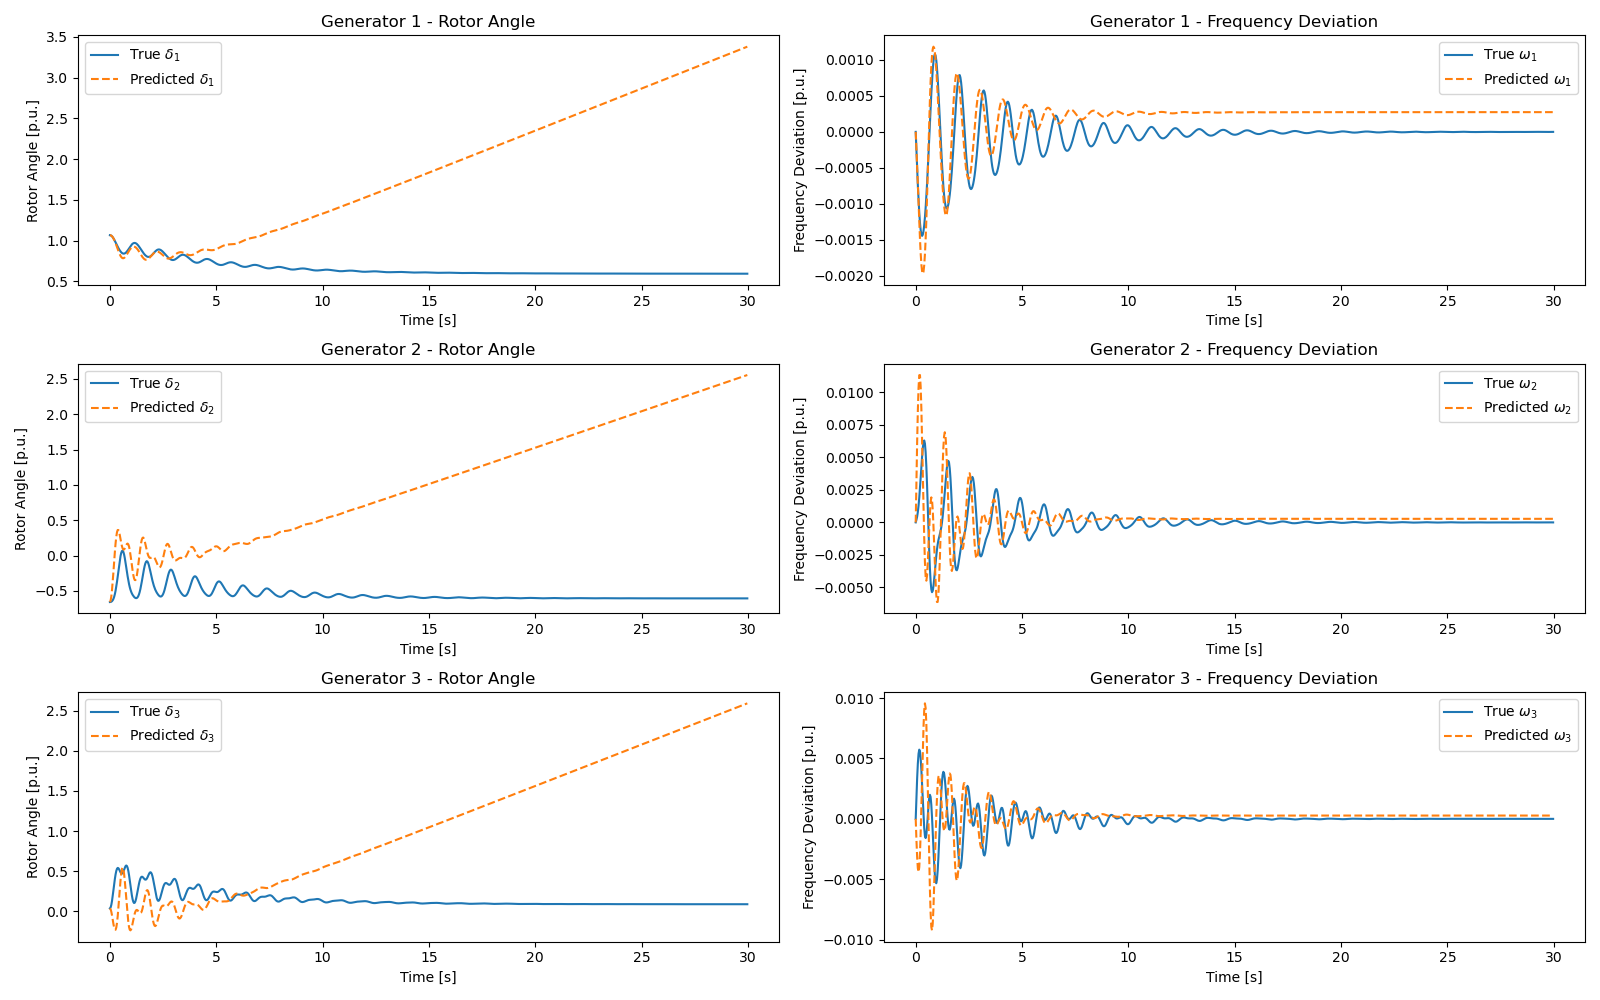 Generator 1 - Rotor Angle
True δ1
Predicted δ1
Rotor Angle [p.u.]
3.5
3.0
2.5
2.0
1.5
1.0
0.5
0 5 10 15 20 25 30
Time [s]
Generator 1 - Frequency Deviation
True ω1
Predicted ω1
Frequency Deviation [p.u.]
0.0010
0.0005
0.0000
−0.0005
−0.0010
−0.0015
−0.0020
0 5 10 15 20 25 30
Time [s]
Generator 2 - Rotor Angle
True δ2
Predicted δ2
Rotor Angle [p.u.]
2.5
2.0
1.5
1.0
0.5
0.0
−0.5
0 5 10 15 20 25 30
Time [s]
Generator 2 - Frequency Deviation
True ω2
Predicted ω2
Frequency Deviation [p.u.]
0.0100
0.0075
0.0050
0.0025
0.0000
−0.0025
−0.0050
0 5 10 15 20 25 30
Time [s]
Generator 3 - Rotor Angle
True δ3
Predicted δ3
Rotor Angle [p.u.]
2.5
2.0
1.5
1.0
0.5
0.0
0 5 10 15 20 25 30
Time [s]
Generator 3 - Frequency Deviation
True ω3
Predicted ω3
Frequency Deviation [p.u.]
0.010
0.005
0.000
−0.005
−0.010
0 5 10 15 20 25 30
Time [s]